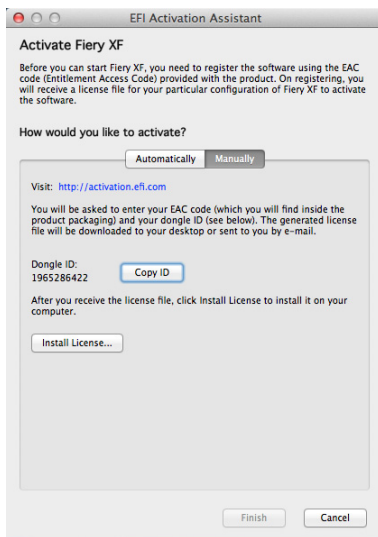 EFI Activation Assistant
Activate Fiery XF
Before you can start Fiery XF, you need to register the software using the EAC
code (Entitlement Access Code) provided with the product. On registering, you
will receive a license file for your particular configuration of Fiery XF to activate
the software.
How would you like to activate?
Automatically Manually
Visit: http://activation.efi.com
You will be asked to enter your EAC code (which you will find inside the
product packaging) and your dongle ID (see below). The generated license
file will be downloaded to your desktop or sent to you by e-mail.
Dongle ID:
1965286422 Copy ID
After you receive the license file, click Install License to install it on your
computer.
Install License...
Finish Cancel